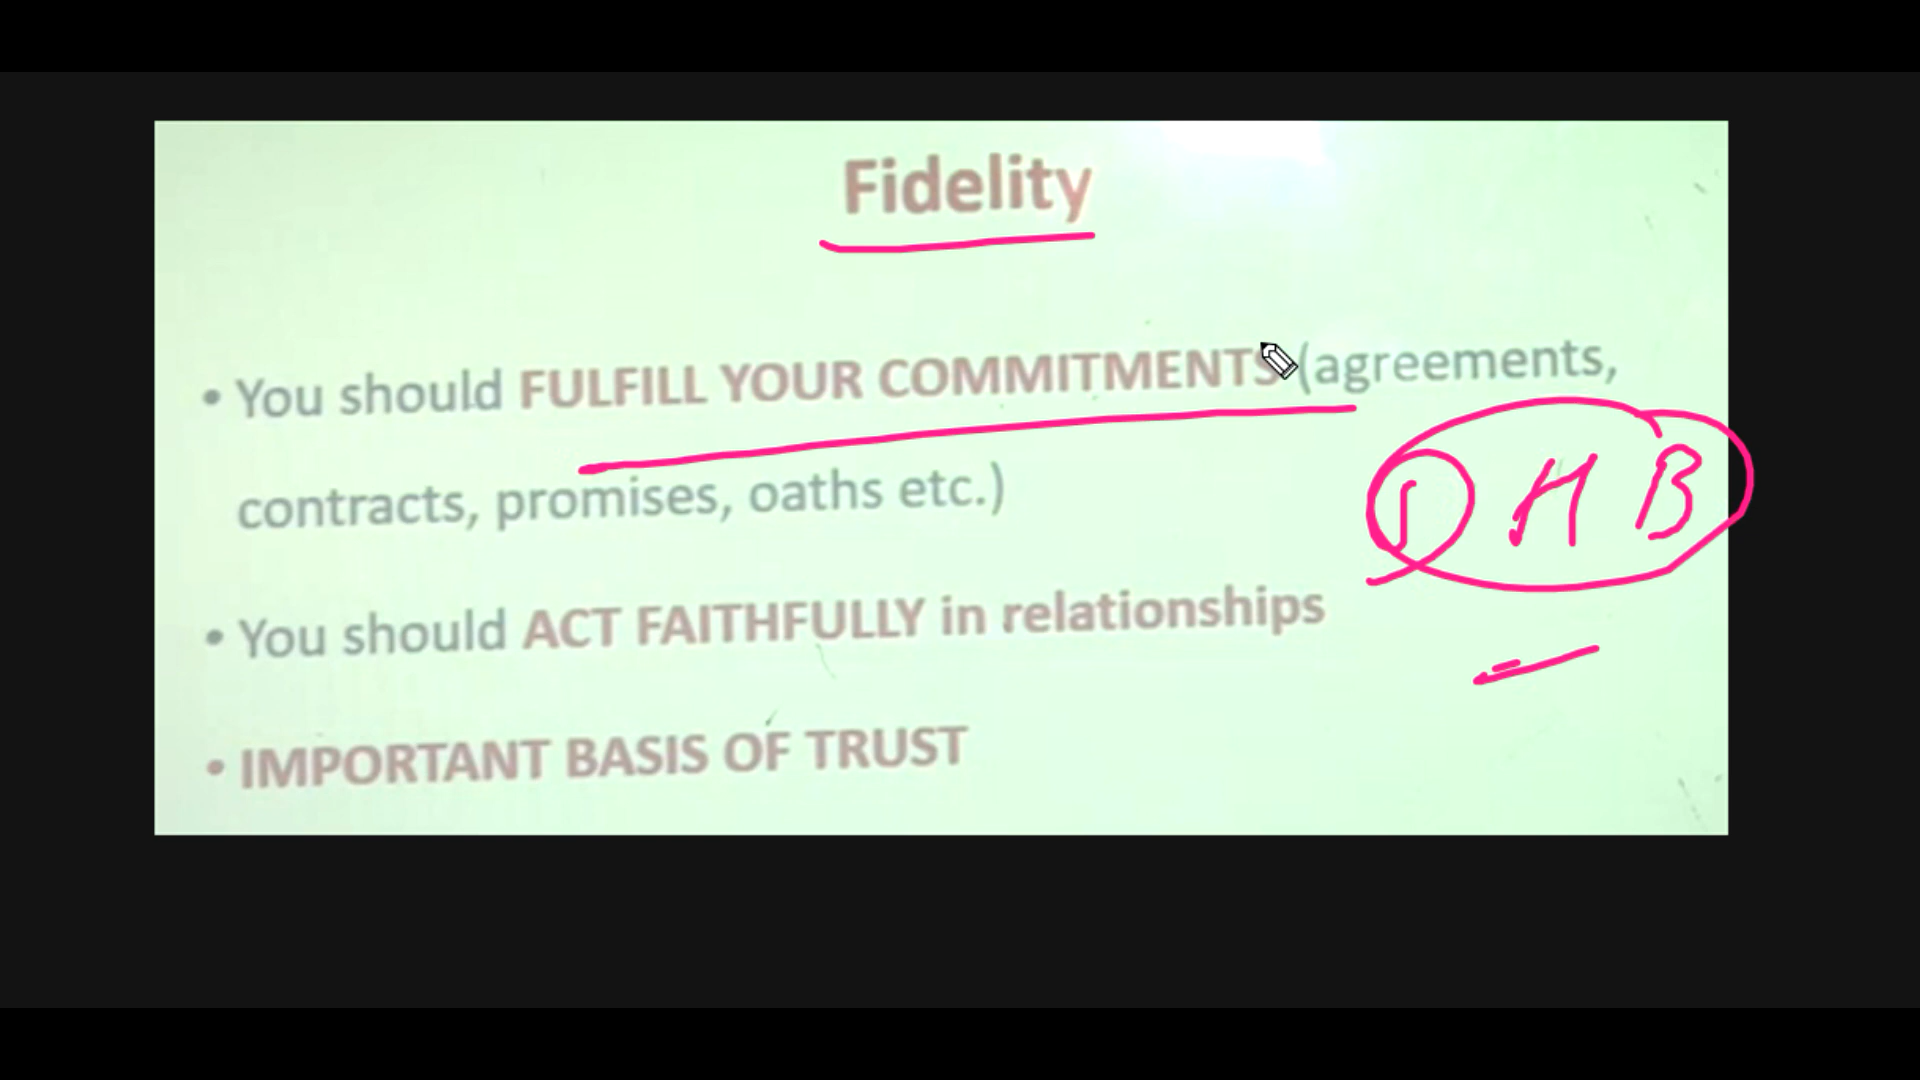 Fidelity
• You should FULFILL YOUR COMMITMENTS (agreements,
contracts, promises, oaths etc.)
A B
• You should ACT FAITHFULLY in relationships
• IMPORTANT BASIS OF TRUST